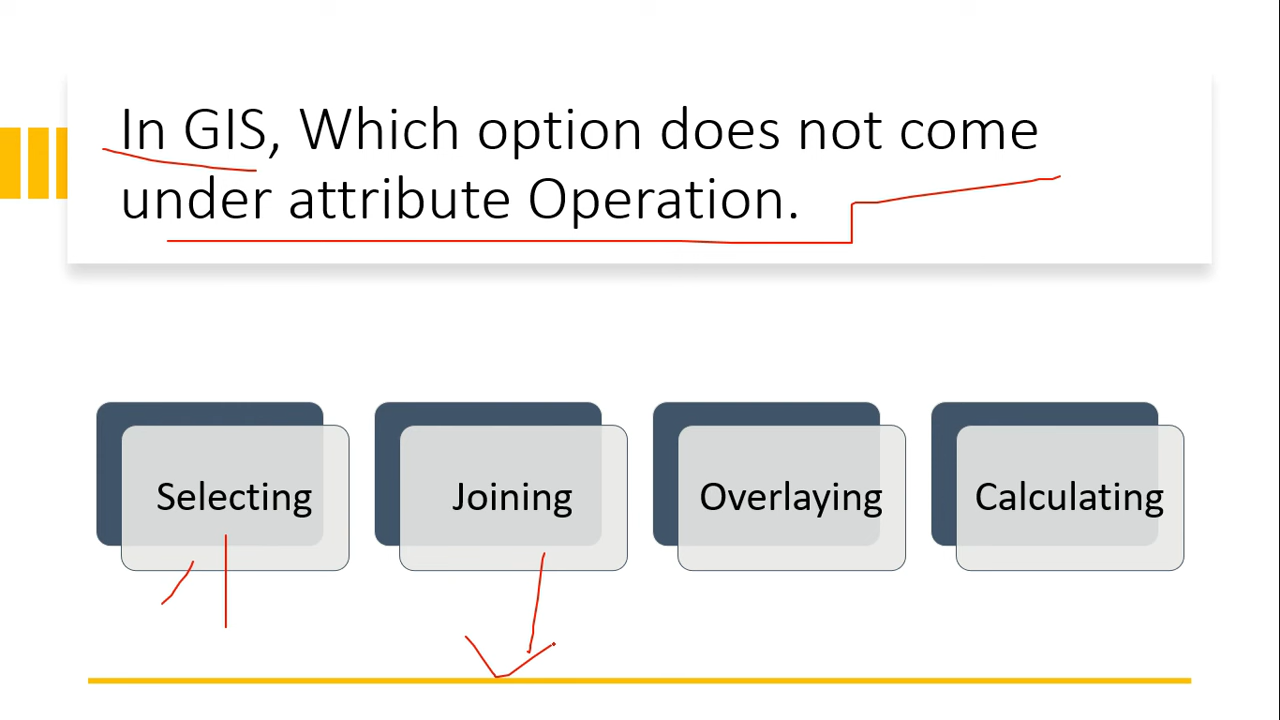 In GIS, Which option does not come
under attribute Operation.
Selecting
Joining
Overlaying
Calculating